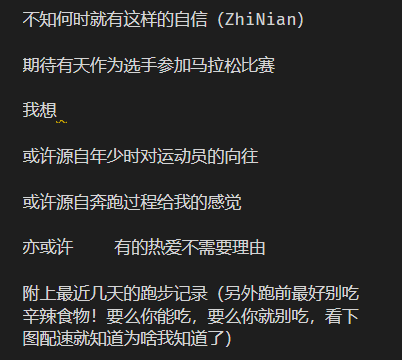 不知何时就有这样的自信（ZhiNian）
期待有天作为选手参加马拉松比赛
我想
或许源自年少时对运动员的向往
或许源自奔跑过程给我的感觉
亦或许　　有的热爱不需要理由
附上最近几天的跑步记录（另外跑前最好别吃
辛辣食物！要么你能吃，要么你就别吃，看下
图配速就知道为啥我知道了）